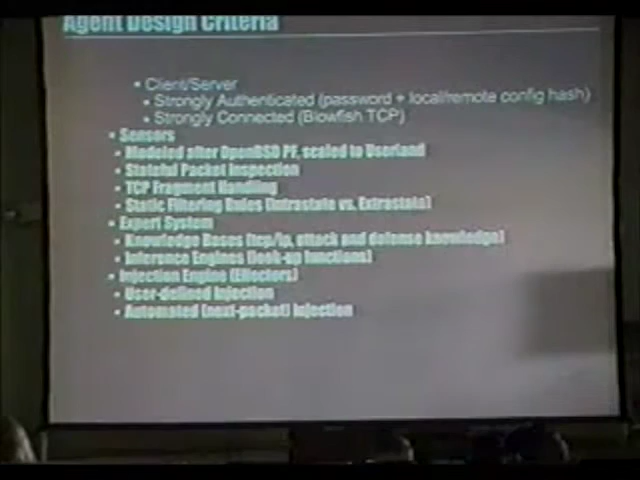 Agent Design Criteria
• Client/Server
• Strongly Authenticated (password + local/remote config hash)
• Strongly Connected (Blowfish TCP)
• Sensors
• Modeled after OpenBSD PF, scaled to Userland
• Stateful Packet Inspection
• TCP Fragment Handling
• Static Filtering Rules (Intrastate vs. Extrastate)
• Expert System
• Knowledge Bases (tcp/ip, attack and defense knowledge)
• Inference Engines (look-up functions)
• Injection Engine (Effectors)
• User-defined Injection
• Automated (next-packet) Injection